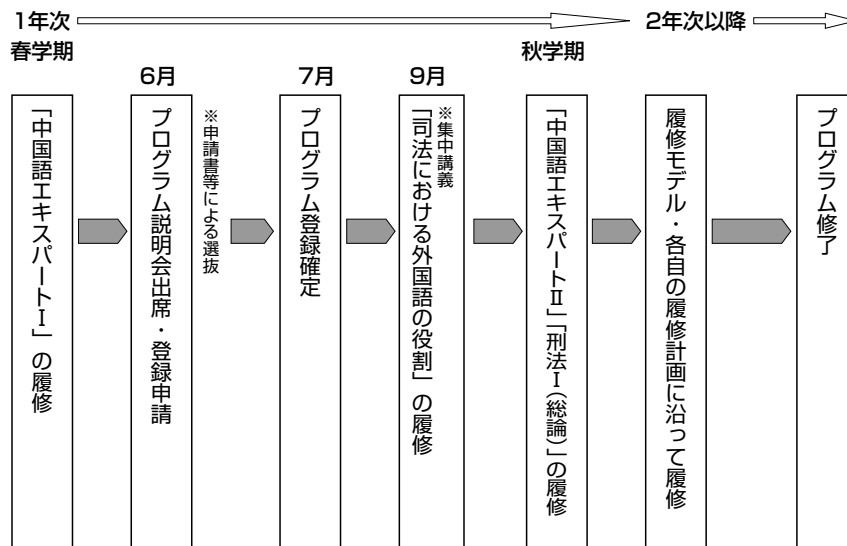 1年次
2年次以降
春学期
秋学期
6月
7月
9月
「中国語エキスパートⅠ」の履修
プログラム説明会出席・登録申請
※申請書等による選抜
プログラム登録確定
※集中講義
「司法における外国語の役割」の履修
「中国語エキスパートⅡ」「刑法Ⅰ(総論)」の履修
履修モデル・各自の履修計画に沿って履修
プログラム修了